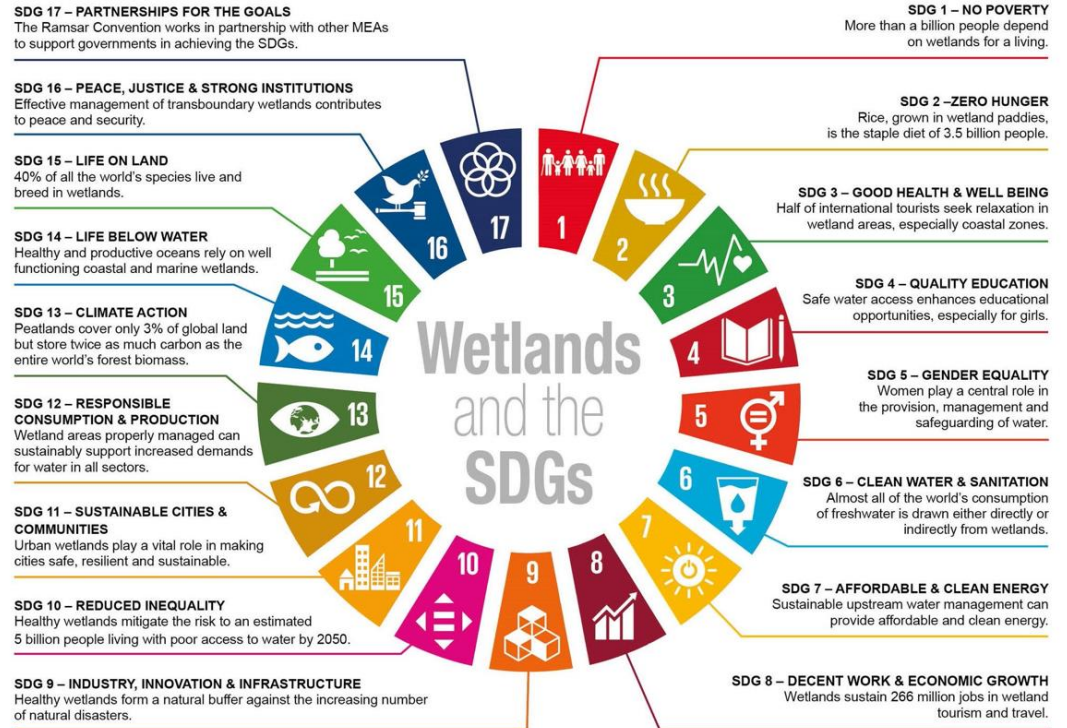 SDG 17 – PARTNERSHIPS FOR THE GOALS
The Ramsar Convention works in partnership with other MEAs
to support governments in achieving the SDGs.
SDG 16 – PEACE, JUSTICE & STRONG INSTITUTIONS
Effective management of transboundary wetlands contributes
to peace and security.
SDG 15 – LIFE ON LAND
40% of all the world's species live and
breed in wetlands.
SDG 14 – LIFE BELOW WATER
Healthy and productive oceans rely on well
functioning coastal and marine wetlands.
SDG 13 – CLIMATE ACTION
Peatlands cover only 3% of global land
but store twice as much carbon as the
entire world's forest biomass.
SDG 12 – RESPONSIBLE
CONSUMPTION & PRODUCTION
Wetland areas properly managed can
sustainably support increased demands
for water in all sectors.
SDG 11 – SUSTAINABLE CITIES &
COMMUNITIES
Urban wetlands play a vital role in making
cities safe, resilient and sustainable.
SDG 10 – REDUCED INEQUALITY
Healthy wetlands mitigate the risk to an estimated
5 billion people living with poor access to water by 2050.
SDG 9 – INDUSTRY, INNOVATION & INFRASTRUCTURE
Healthy wetlands form a natural buffer against the increasing number
of natural disasters.
SDG 1 – NO POVERTY
More than a billion people depend
on wetlands for a living.
SDG 2 –ZERO HUNGER
Rice, grown in wetland paddies,
is the staple diet of 3.5 billion people.
SDG 3 – GOOD HEALTH & WELL BEING
Half of international tourists seek relaxation in
wetland areas, especially coastal zones.
SDG 4 – QUALITY EDUCATION
Safe water access enhances educational
opportunities, especially for girls.
SDG 5 – GENDER EQUALITY
Women play a central role in
the provision, management and
safeguarding of water.
SDG 6 – CLEAN WATER & SANITATION
Almost all of the world's consumption
of freshwater is drawn either directly or
indirectly from wetlands.
SDG 7 – AFFORDABLE & CLEAN ENERGY
Sustainable upstream water management can
provide affordable and clean energy.
SDG 8 – DECENT WORK & ECONOMIC GROWTH
Wetlands sustain 266 million jobs in wetland
tourism and travel.
Wetlands
and the
SDGs
1
2
3
4
5
6
7
8
9
10
11
12
13
14
15
16
17